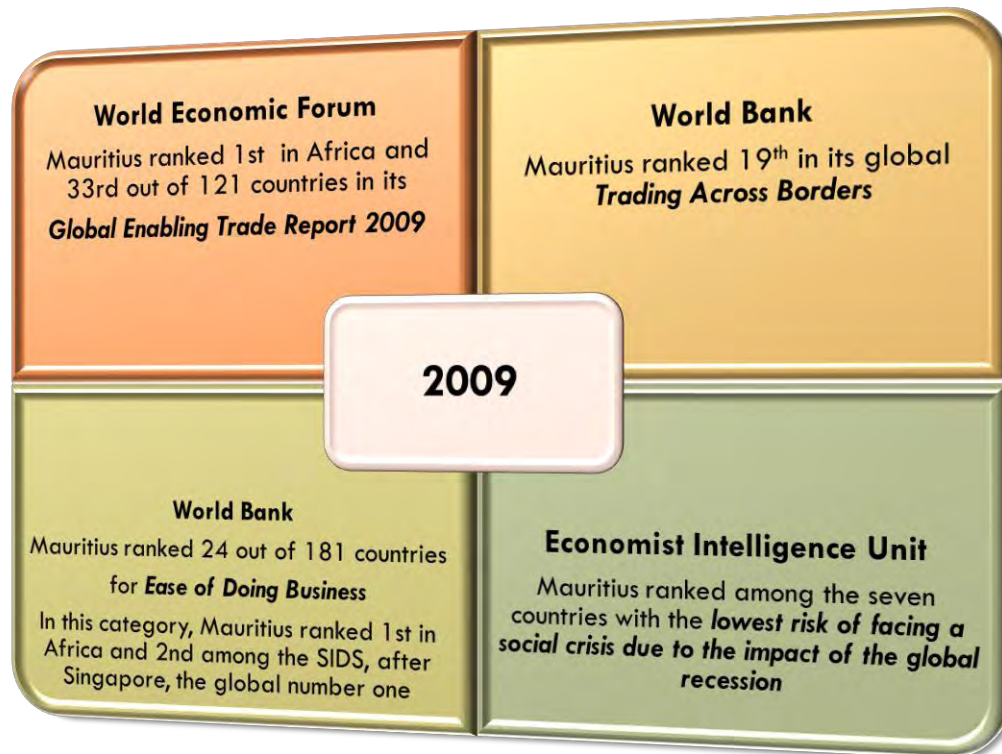 World Economic Forum
Mauritius ranked 1st in Africa and
33rd out of 121 countries in its
Global Enabling Trade Report 2009
World Bank
Mauritius ranked 19th in its global
Trading Across Borders
2009
World Bank
Mauritius ranked 24 out of 181 countries
for Ease of Doing Business
In this category, Mauritius ranked 1st in
Africa and 2nd among the SIDS, after
Singapore, the global number one
Economist Intelligence Unit
Mauritius ranked among the seven
countries with the lowest risk of facing a
social crisis due to the impact of the global
recession